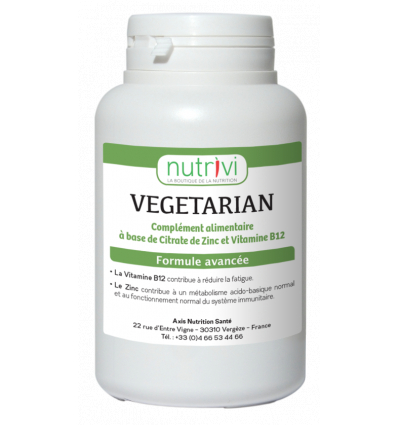 nutrivi
LA BOUTIQUE DE LA NUTRITION
VEGETARIAN
Complément alimentaire
à base de Citrate de Zinc et Vitamine B12
Formule avancée
• La Vitamine B12 contribue à réduire la fatigue.
• Le Zinc contribue à un métabolisme acido-basique normal
et au fonctionnement normal du système immunitaire.
Axis Nutrition Santé
22 rue d'Entre Vigne - 30310 Vergèze - France
Tél. : +33 (0)4 66 53 44 66